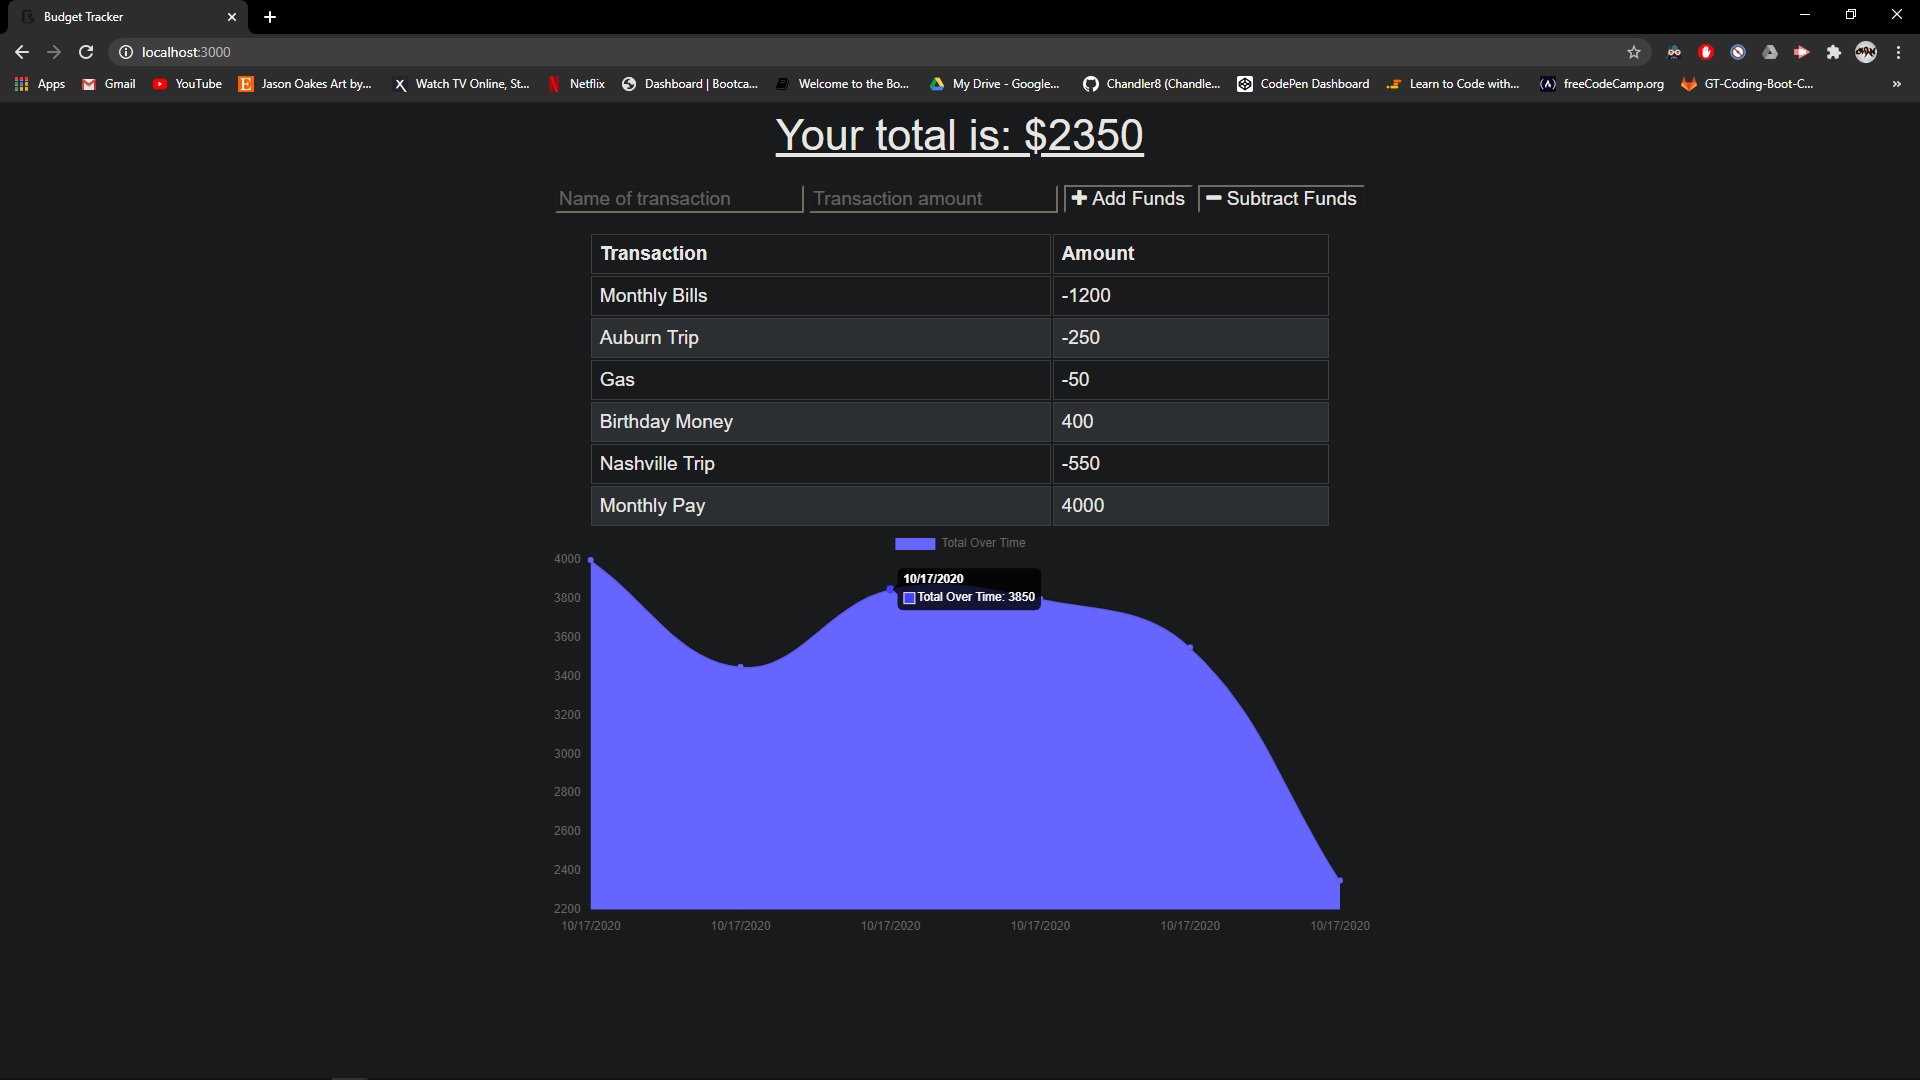 Budget Tracker
localhost:3000
Apps Gmail YouTube Jason Oakes Art by... Watch TV Online, St... Netflix Dashboard | Bootca... Welcome to the Bo... My Drive - Google... Chandler8 (Chandle... CodePen Dashboard Learn to Code with... freeCodeCamp.org GT-Coding-Boot-C... »
Your total is: $2350
Name of transaction Transaction amount Add Funds Subtract Funds
Transaction Amount
Monthly Bills -1200
Auburn Trip -250
Gas -50
Birthday Money 400
Nashville Trip -550
Monthly Pay 4000
Total Over Time
4000
10/17/2020
Total Over Time: 3850
3800
3600
3400
3200
3000
2800
2600
2400
2200
10/17/2020 10/17/2020 10/17/2020 10/17/2020 10/17/2020 10/17/2020